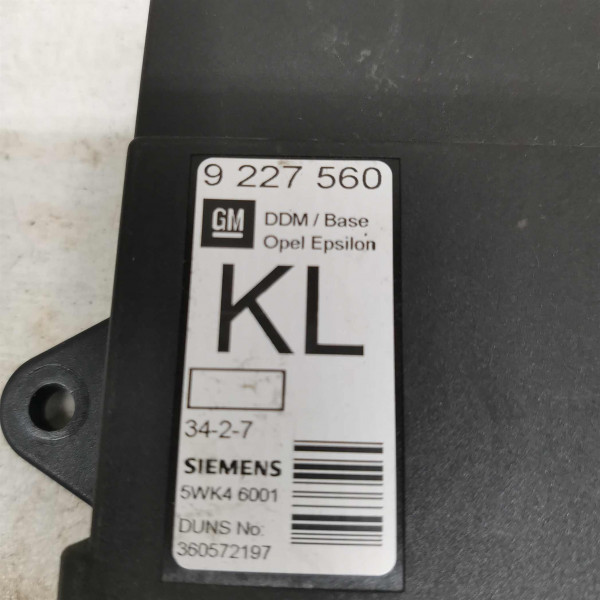 9 227 560
GM DDM / Base
Opel Epsilon
KL
34-2-7
SIEMENS
5WK4 6001
DUNS No:
360572197